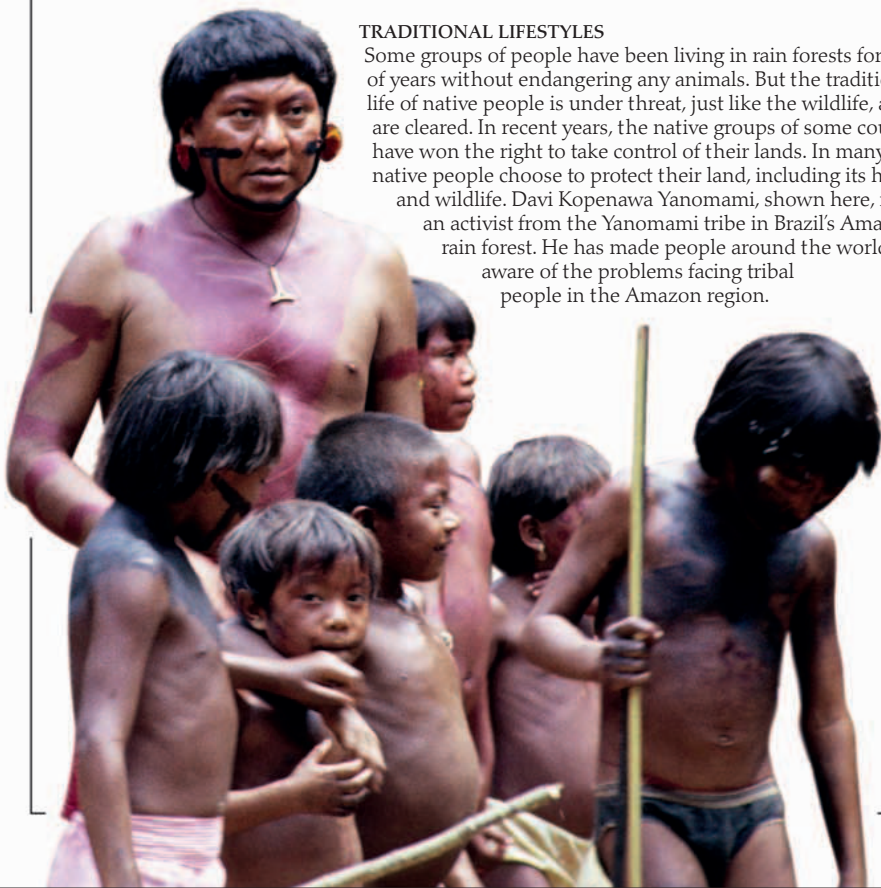 TRADITIONAL LIFESTYLES
Some groups of people have been living in rain forests for
of years without endangering any animals. But the
life of native people is under threat, just like the wildlife,
are cleared. In recent years, the native groups of some
have won the right to take control of their lands. In many
native people choose to protect their land, including its
and wildlife. Davi Kopenawa Yanomami, shown here,
an activist from the Yanomami tribe in Brazil’s
rain forest. He has made people around the world
aware of the problems facing tribal
people in the Amazon region.